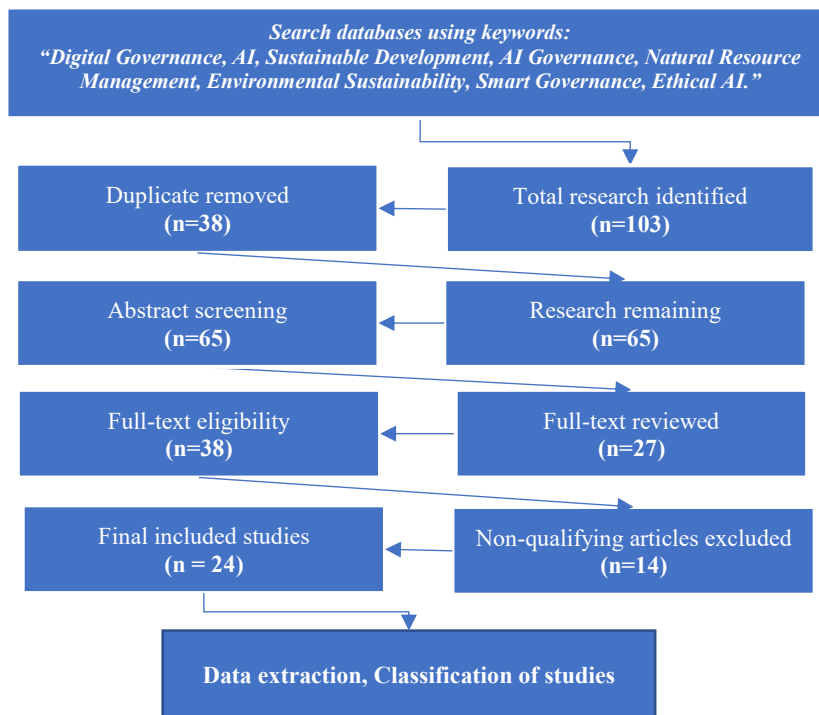 Search databases using keywords:
“Digital Governance, AI, Sustainable Development, AI Governance, Natural Resource
Management, Environmental Sustainability, Smart Governance, Ethical AI.”
Duplicate removed
(n=38)
Total research identified
(n=103)
Abstract screening
(n=65)
Research remaining
(n=65)
Full-text eligibility
(n=38)
Full-text reviewed
(n=27)
Final included studies
(n = 24)
Non-qualifying articles excluded
(n=14)
Data extraction, Classification of studies